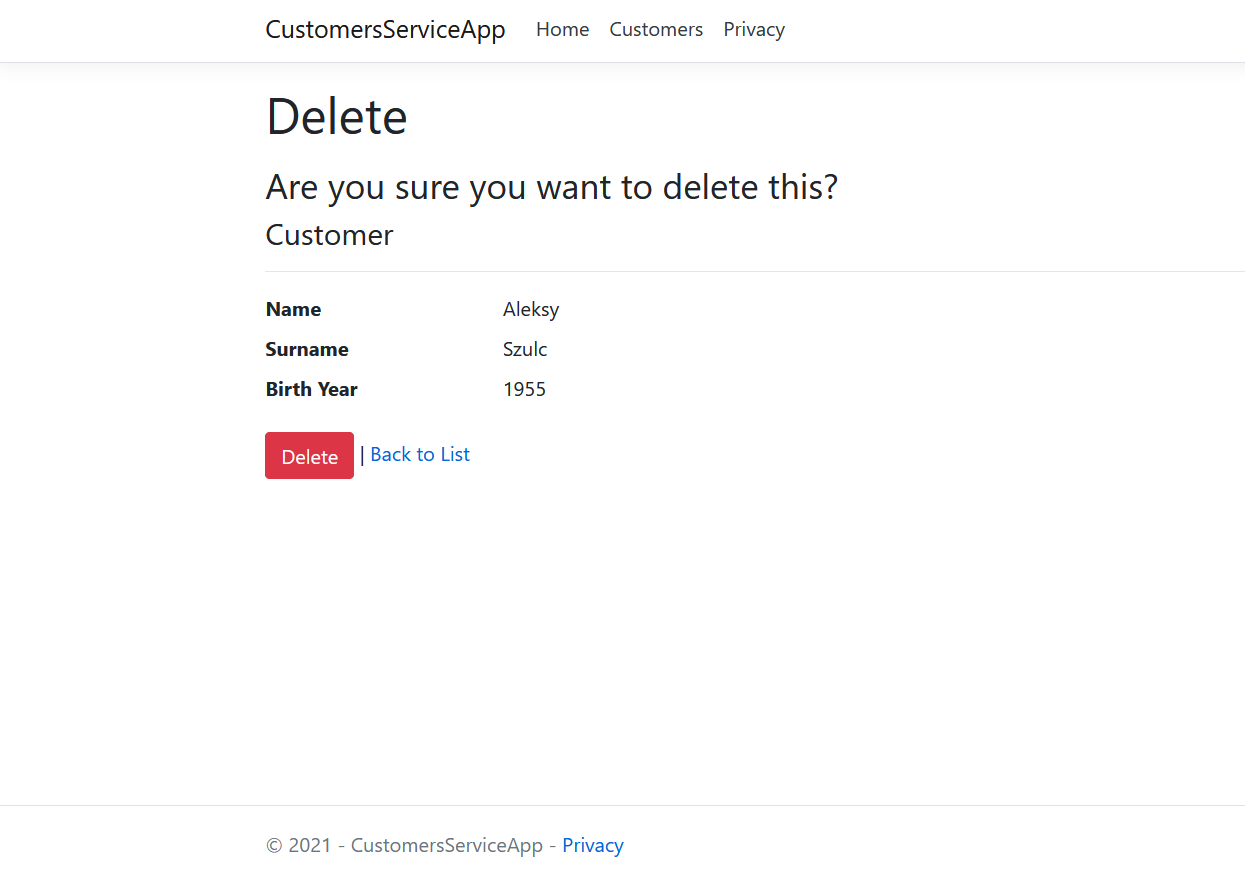 CustomersServiceApp Home Customers Privacy
Delete
Are you sure you want to delete this?
Customer
Name Aleksy
Surname Szulc
Birth Year 1955
Delete | Back to List
© 2021 - CustomersServiceApp - Privacy